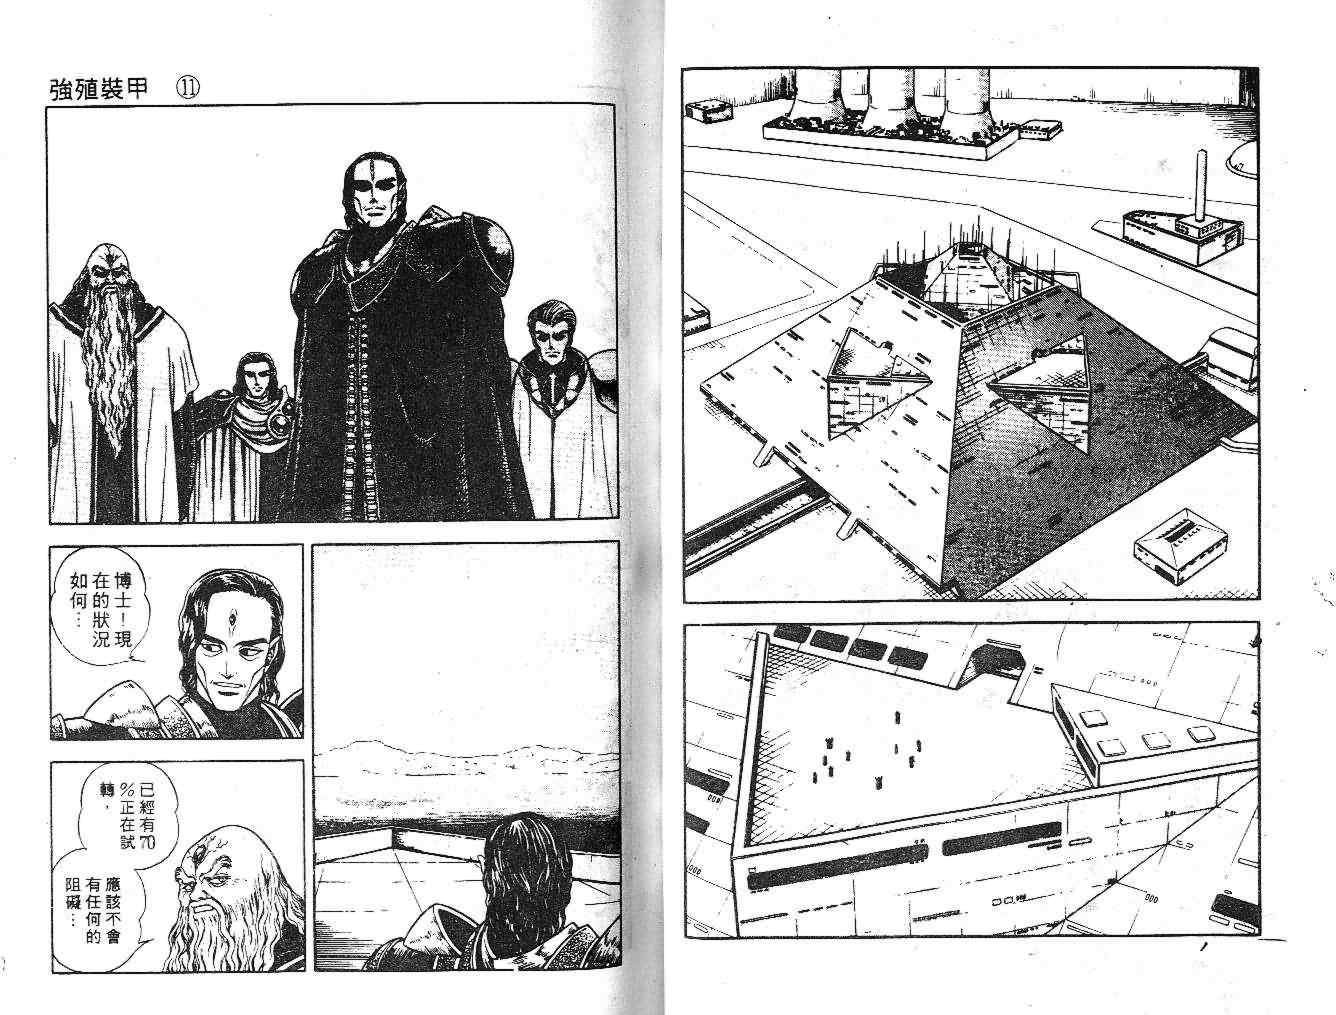 強殖裝甲 ⑪
博士！現
在的狀況
如何…
已經有70
%正在試
轉，
應該不會
有任何的
阻礙…